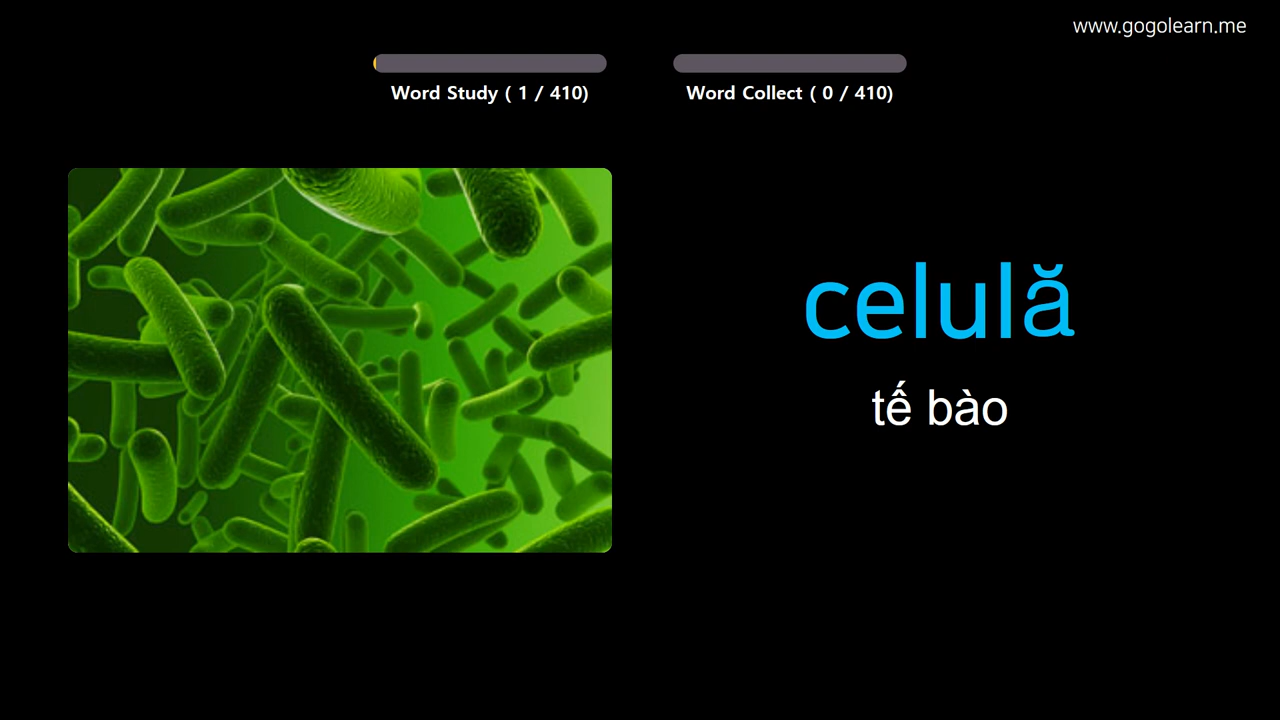 www.gogolearn.me
Word Study ( 1 / 410)
Word Collect ( 0 / 410)
celulă
tế bào